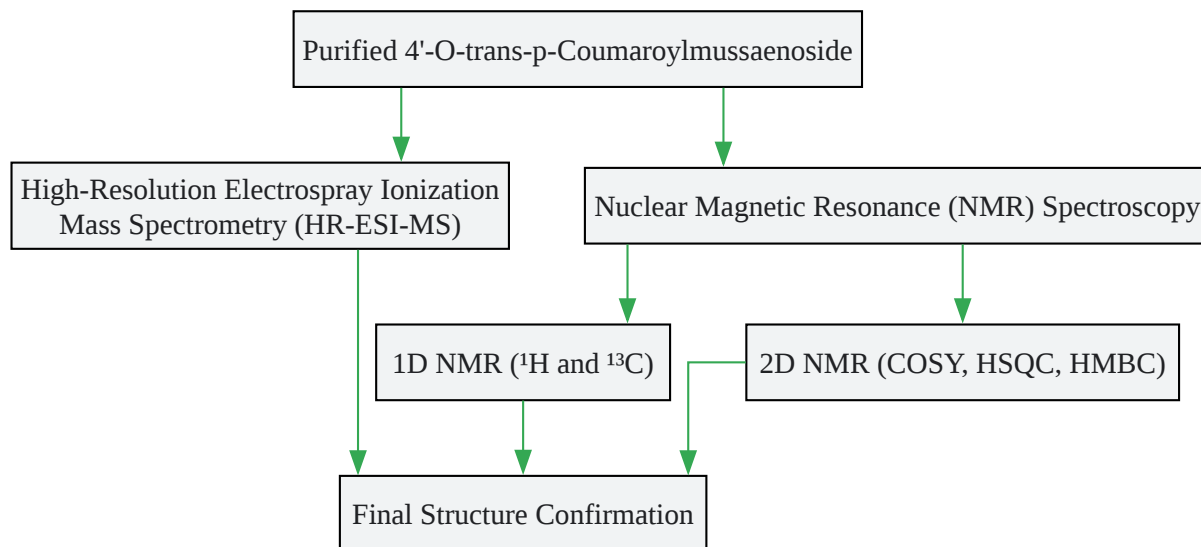 Purified 4'-O-trans-p-Coumaroylmussaenoside
High-Resolution Electrospray Ionization
Mass Spectrometry (HR-ESI-MS)
Nuclear Magnetic Resonance (NMR) Spectroscopy
1D NMR (¹H and ¹³C)
2D NMR (COSY, HSQC, HMBC)
Final Structure Confirmation